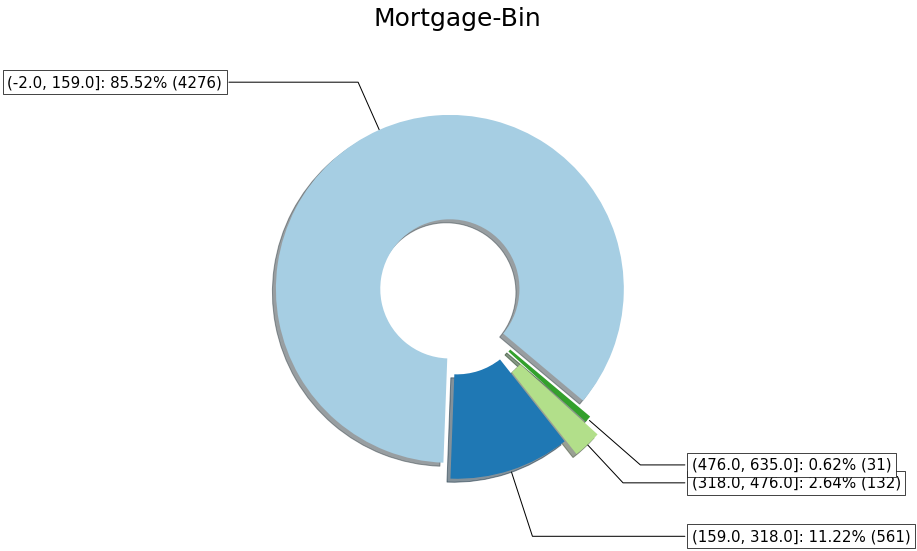 Mortgage-Bin
(-2.0, 159.0]: 85.52% (4276)
(476.0, 635.0]: 0.62% (31)
(318.0, 476.0]: 2.64% (132)
(159.0, 318.0]: 11.22% (561)